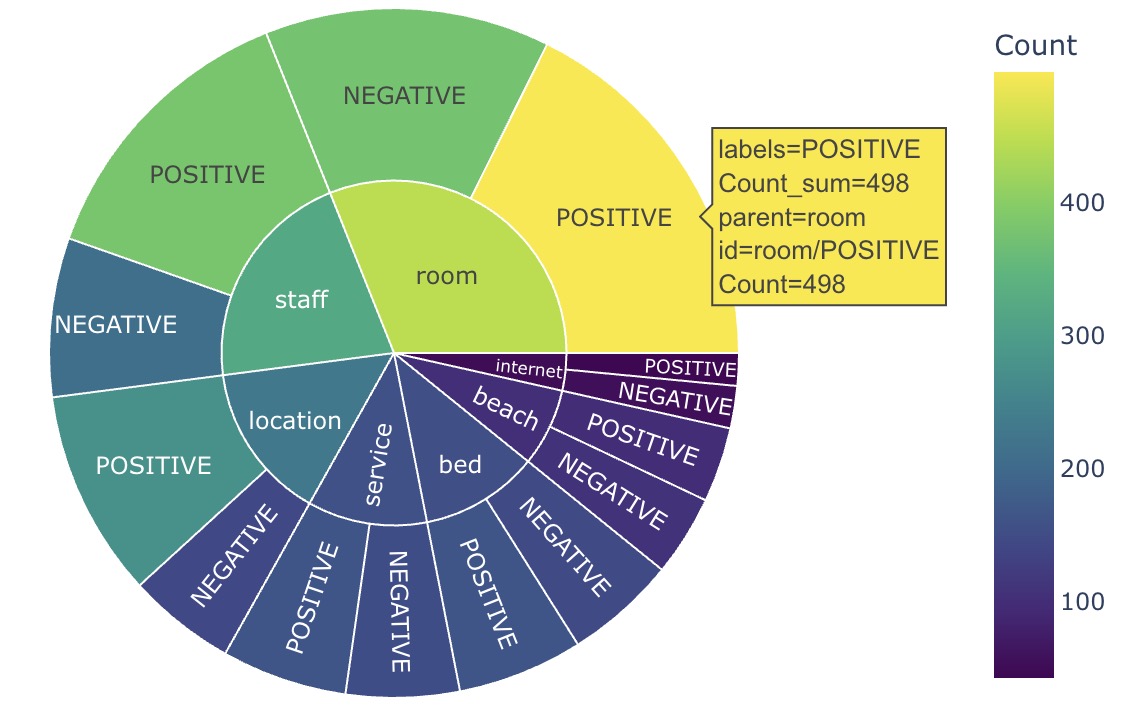 Count
NEGATIVE
POSITIVE
POSITIVE
labels=POSITIVE
Count_sum=498
parent=room
id=room/POSITIVE
Count=498
400
room
staff
NEGATIVE
300
internet
POSITIVE
NEGATIVE
beach
POSITIVE
location
service
bed
POSITIVE
200
NEGATIVE
NEGATIVE
NEGATIVE
POSITIVE
NEGATIVE
POSITIVE
100